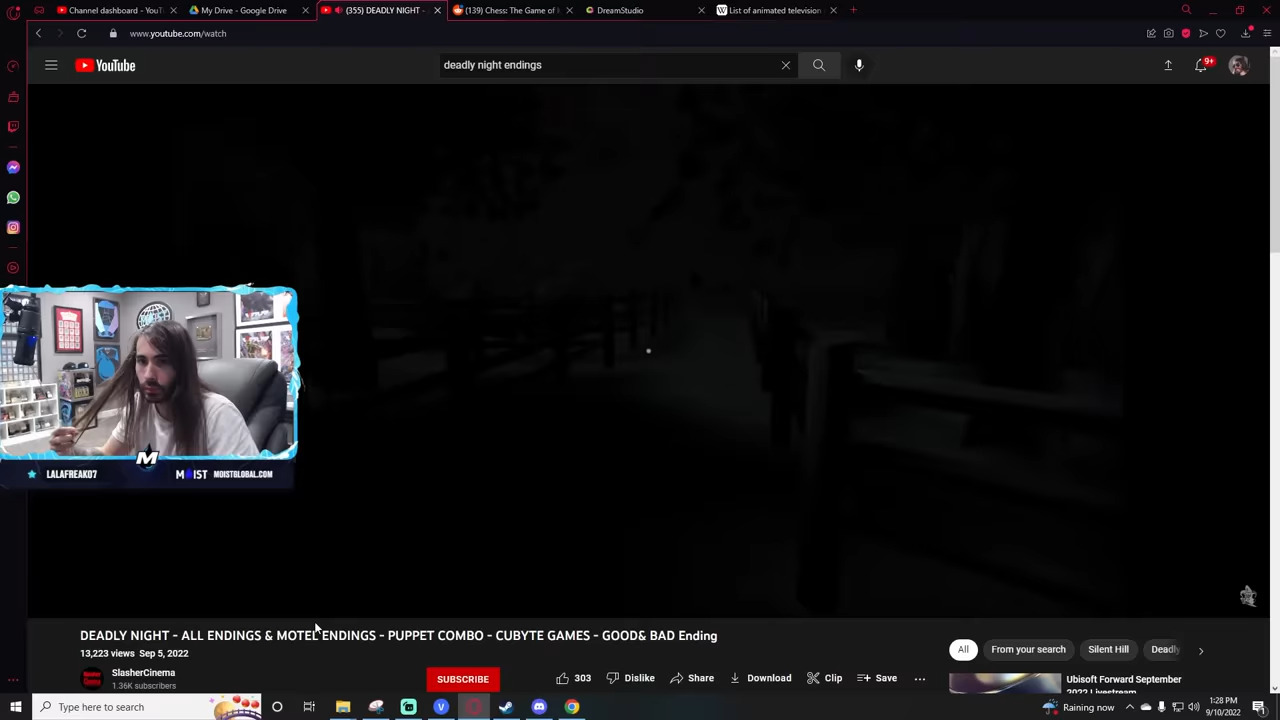 Channel dashboard - YouTu
My Drive - Google Drive
(355) DEADLY NIGHT -
(139) Chess: The Game of
DreamStudio
List of animated television
www.youtube.com/watch
YouTube
deadly night endings
9+
LALAFREAK07
MOIST MOISTGLOBAL.COM
M
DEADLY NIGHT - ALL ENDINGS & MOTEL ENDINGS - PUPPET COMBO - CUBYTE GAMES - GOOD& BAD Ending
13,223 views Sep 5, 2022
SlasherCinema
1.36K subscribers
SUBSCRIBE
303
Dislike
Share
Download
Clip
Save
All
From your search
Silent Hill
Deadly
Ubisoft Forward September
2022 Livestream
Type here to search
Raining now
1:28 PM
9/10/2022